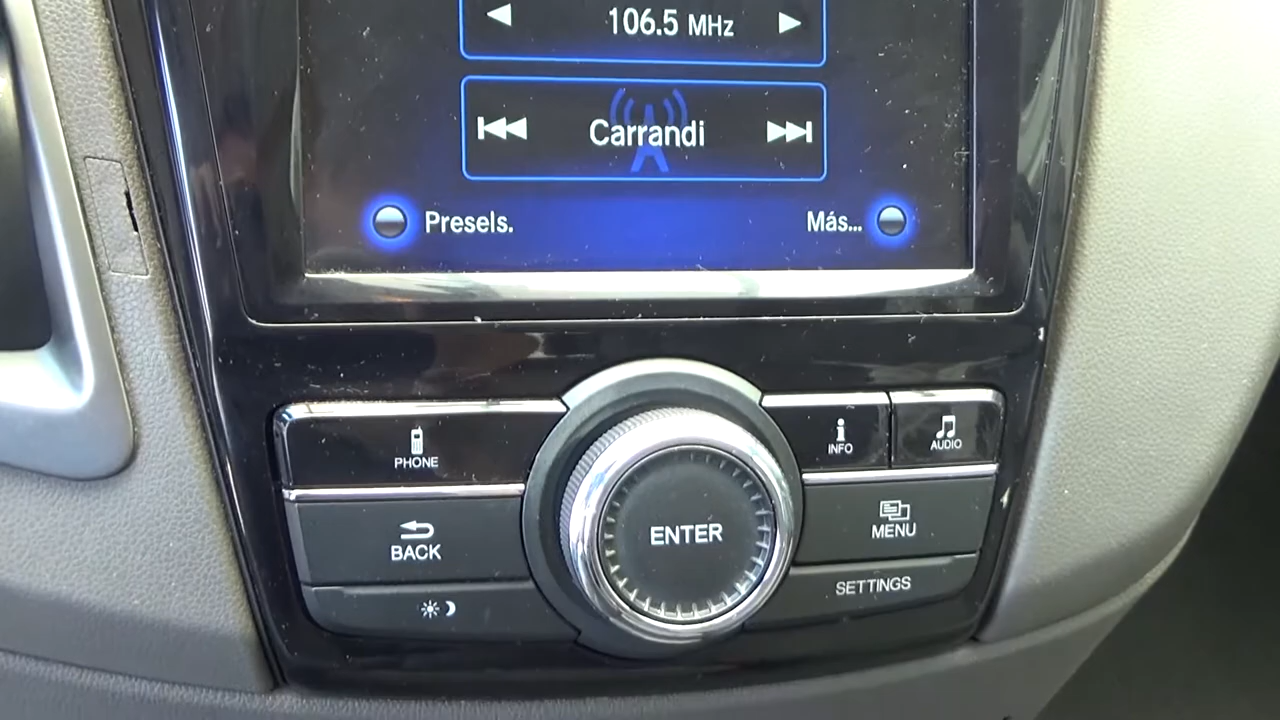 106.5 MHz
Carrandi
Presels.
Más...
PHONE
INFO
AUDIO
BACK
ENTER
MENU
SETTINGS